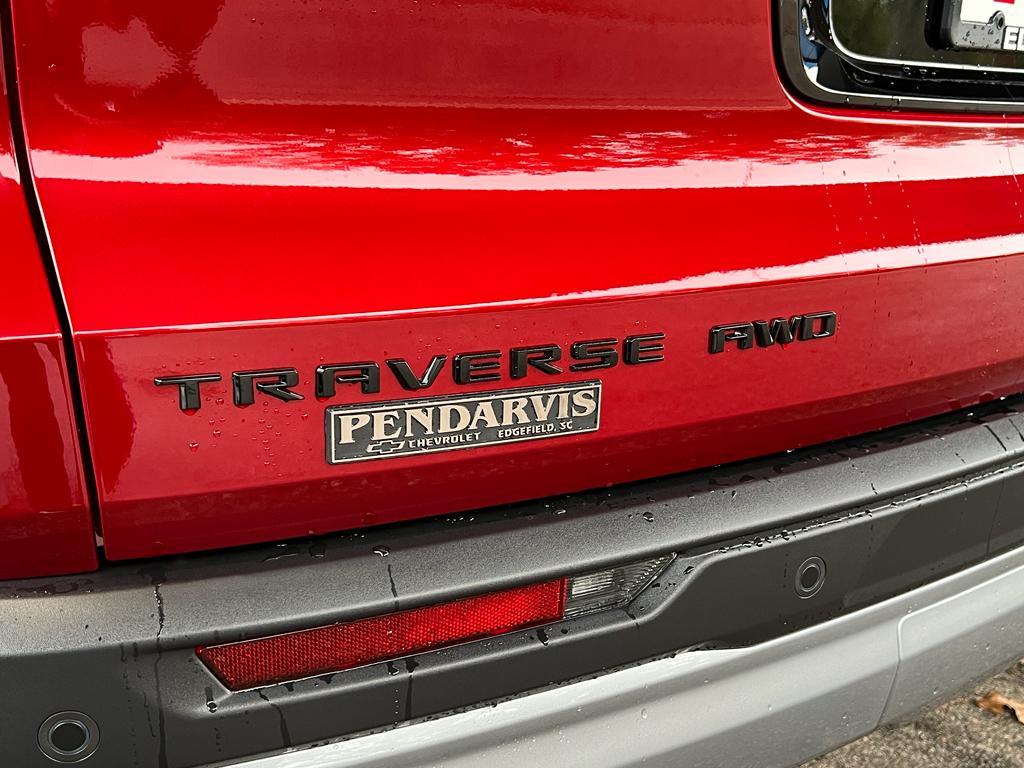 TRAVERSE AWD
PENDARVIS
CHEVROLET EDGEFIELD, SC